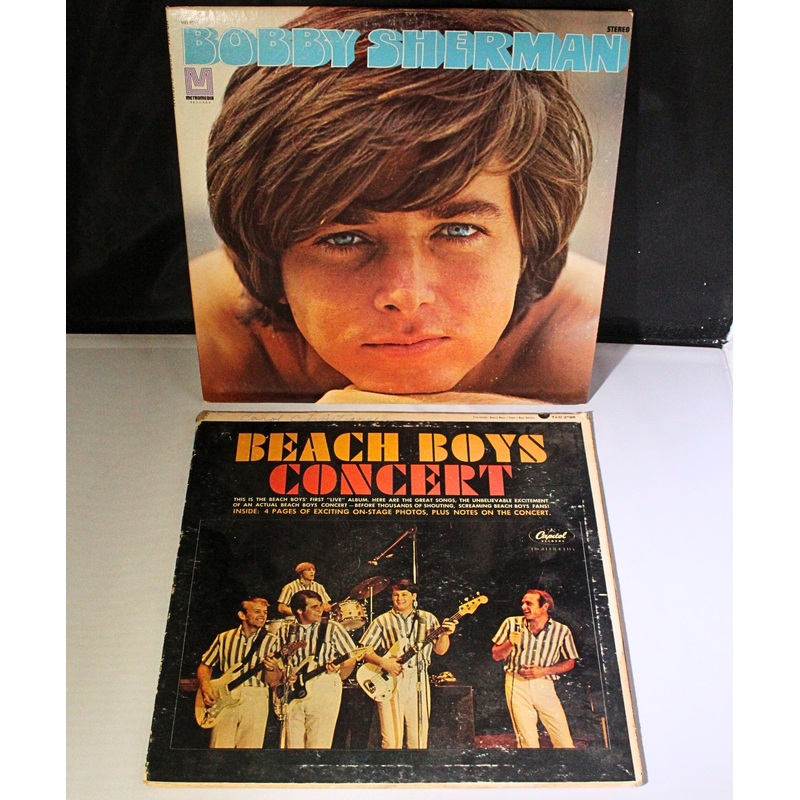 STEREO
BOBBY SHERMAN
METROMEDIA
RECORDS
BEACH BOYS
CONCERT
THIS IS THE BEACH BOYS' FIRST "LIVE" ALBUM. HERE ARE THE GREAT SONGS, THE UNBELIEVABLE EXCITEMENT
OF AN ACTUAL BEACH BOYS CONCERT—BEFORE THOUSANDS OF SHOUTING, SCREAMING BEACH BOYS FANS!
INSIDE: 4 PAGES OF EXCITING ON-STAGE PHOTOS, PLUS NOTES ON THE CONCERT.
Capitol
RECORDS